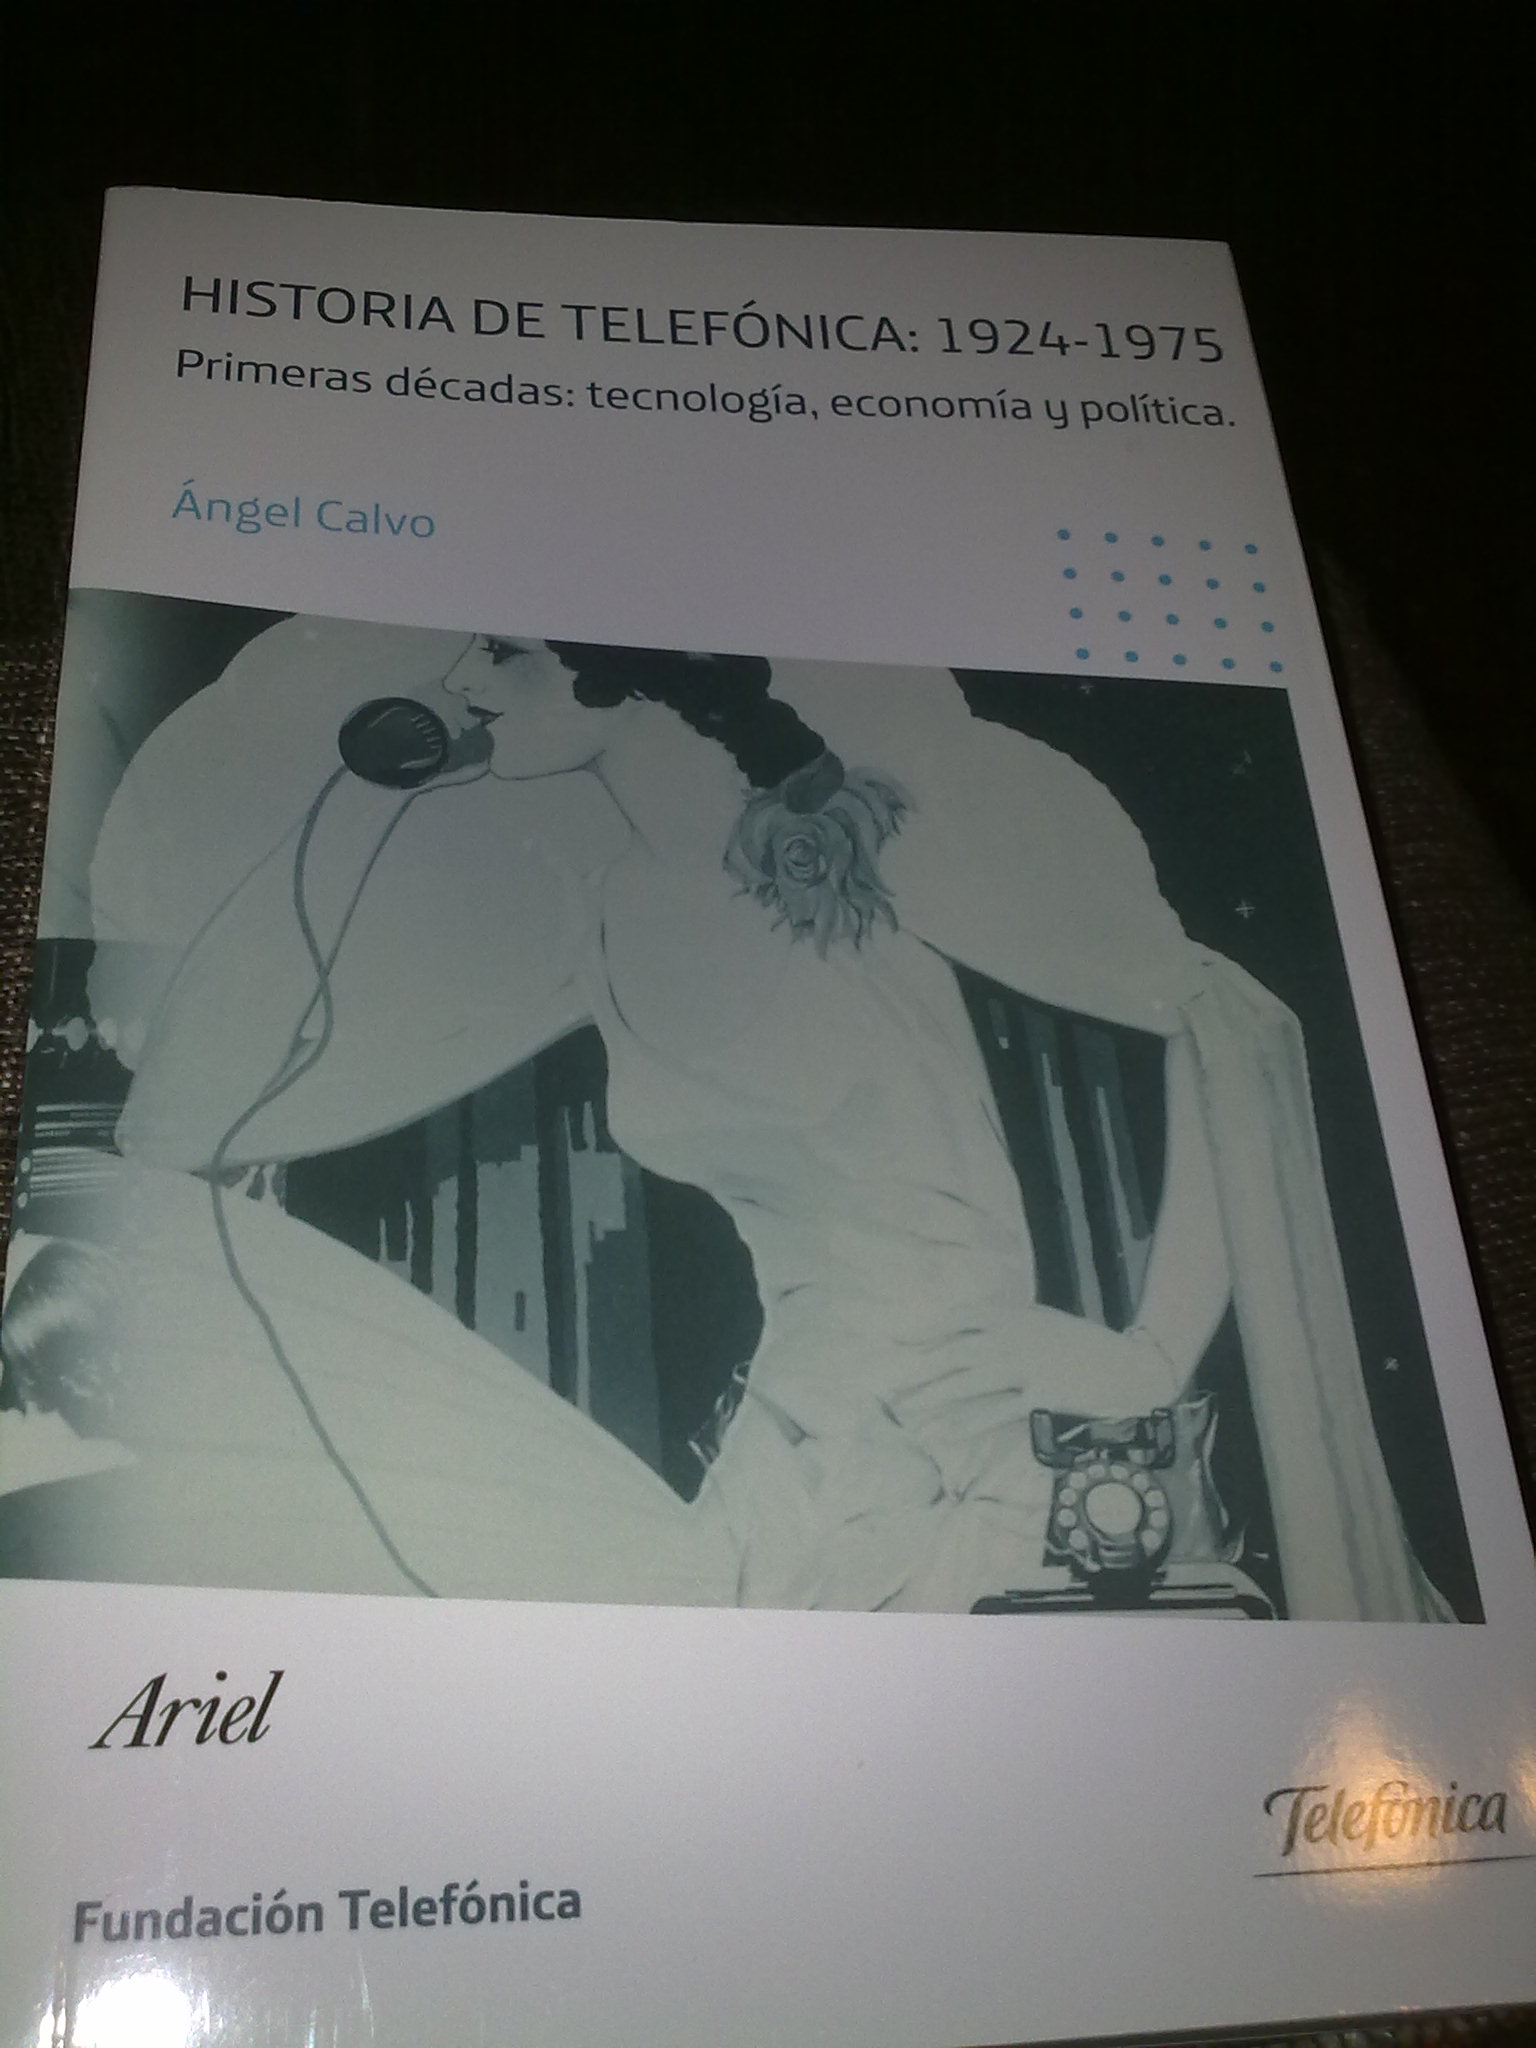 HISTORIA DE TELEFÓNICA: 1924-1975
Primeras décadas: tecnología, economía y política.
Ángel Calvo
Ariel
Telefónica
Fundación Telefónica